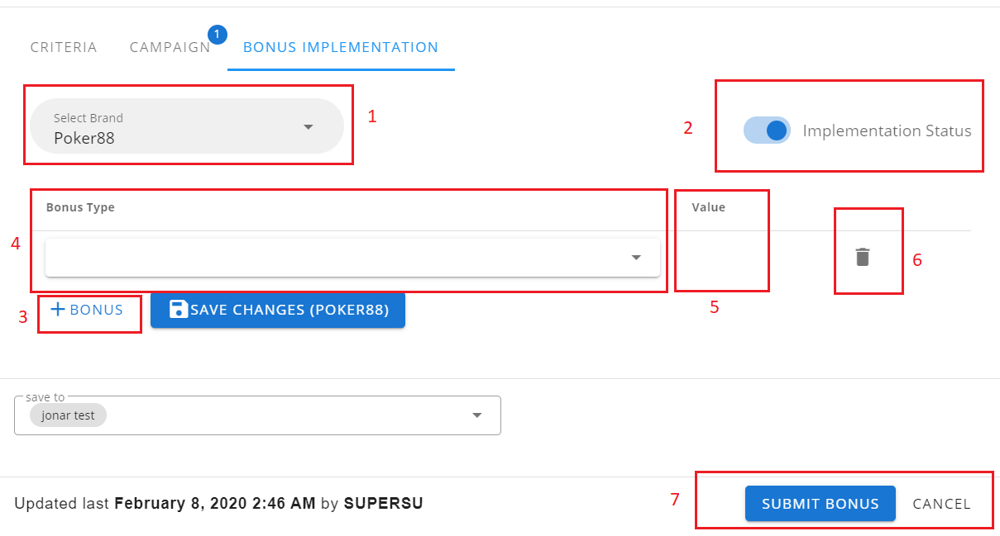 1
CRITERIA CAMPAIGN BONUS IMPLEMENTATION
Select Brand
Poker88
1
2
Implementation Status
Bonus Type
Value
4
6
3
+ BONUS
SAVE CHANGES (POKER88)
5
save to
jonar test
Updated last February 8, 2020 2:46 AM by SUPERSU
7
SUBMIT BONUS
CANCEL